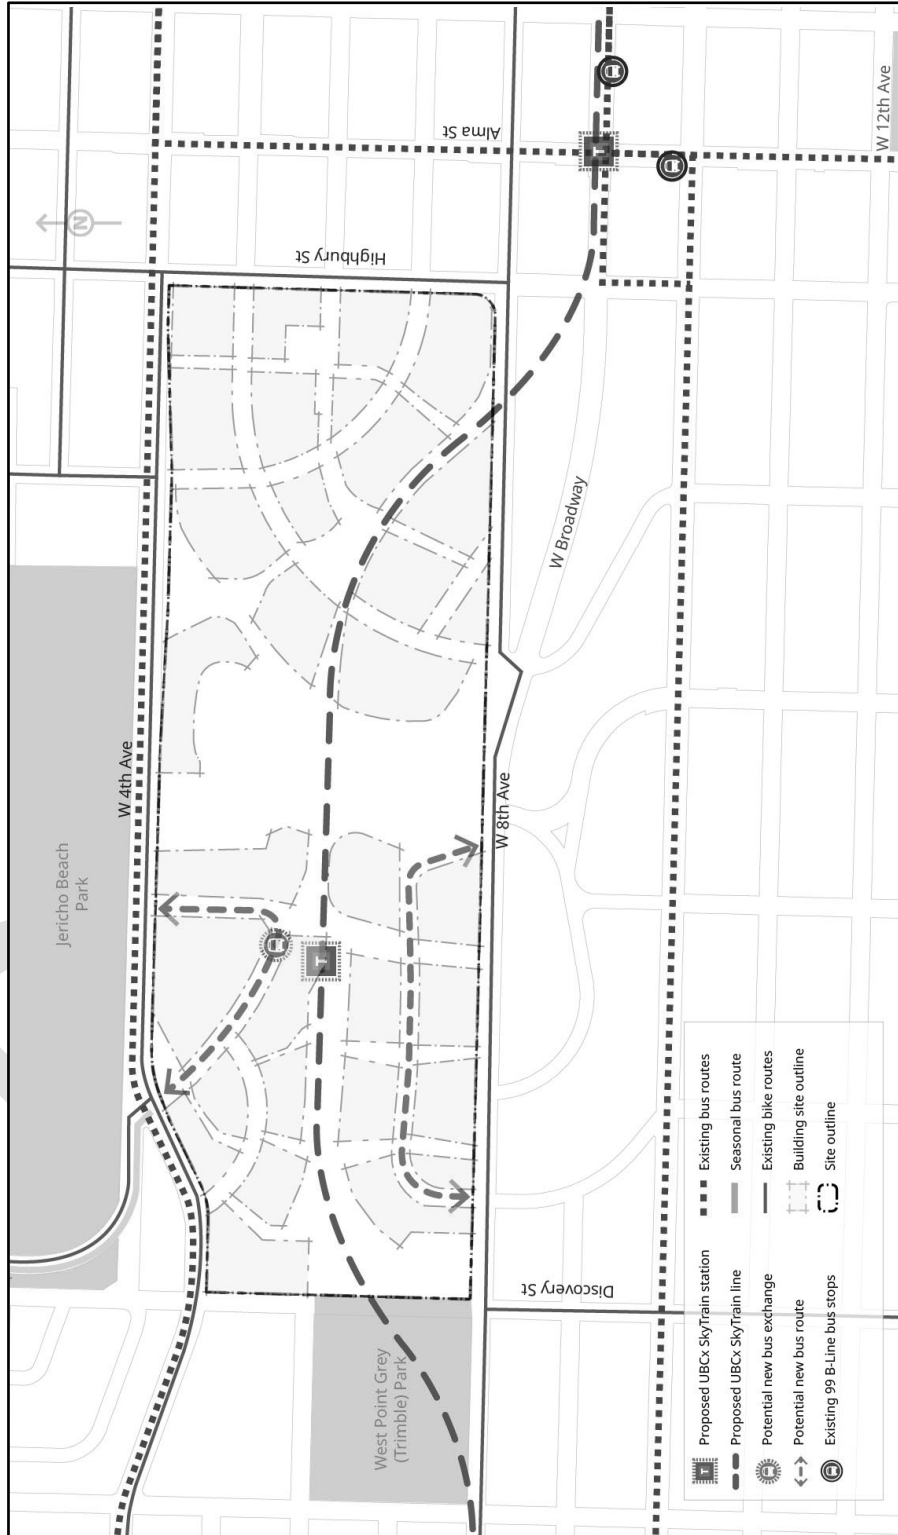 Jericho Beach
Park
W 4th Ave
Highbury St
Alma St
N
W 12th Ave
T
W Broadway
W 8th Ave
T
Discovery St
West Point Grey
(Trimble) Park
T Proposed UBCx SkyTrain station
Proposed UBCx SkyTrain line
Potential new bus exchange
Potential new bus route
Existing 99 B-Line bus stops
Existing bus routes
Seasonal bus route
Existing bike routes
Building site outline
Site outline